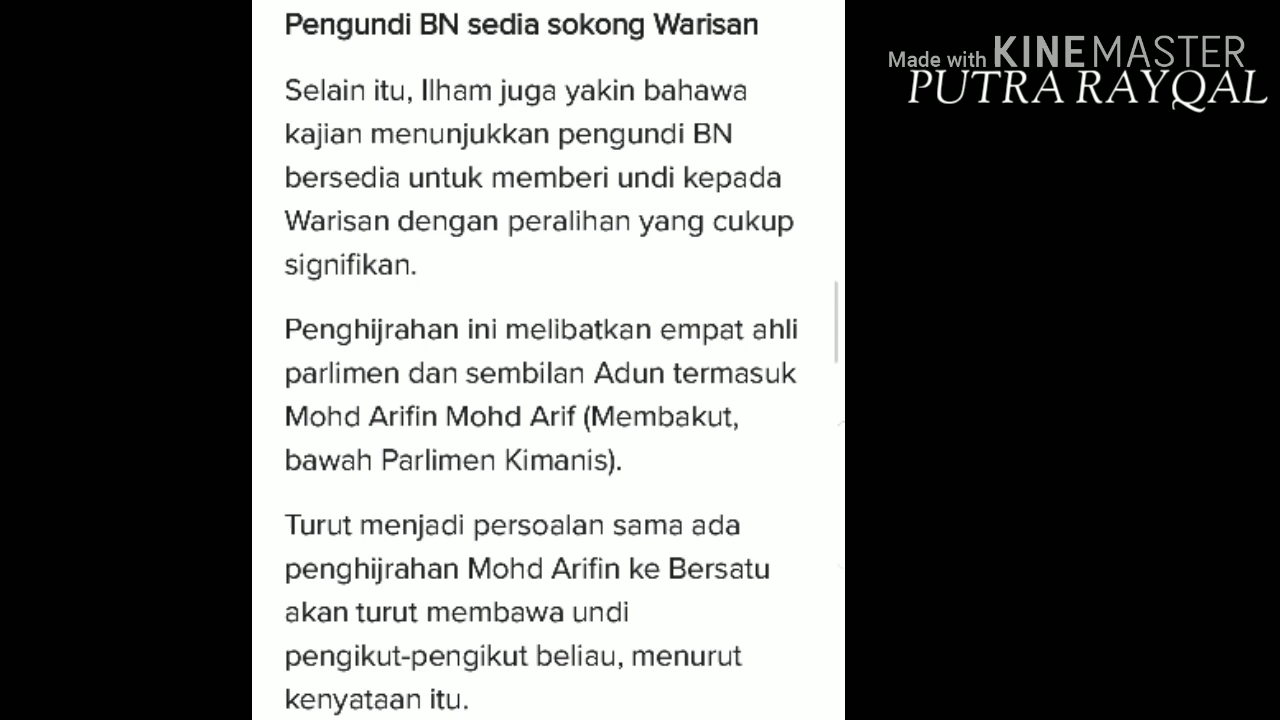 Pengundi BN sedia sokong Warisan
Selain itu, Ilham juga yakin bahawa
kajian menunjukkan pengundi BN
bersedia untuk memberi undi kepada
Warisan dengan peralihan yang cukup
signifikan.
Penghijrahan ini melibatkan empat ahli
parlimen dan sembilan Adun termasuk
Mohd Arifin Mohd Arif (Membakut,
bawah Parlimen Kimanis).
Turut menjadi persoalan sama ada
penghijrahan Mohd Arifin ke Bersatu
akan turut membawa undi
pengikut-pengikut beliau, menurut
kenyataan itu.
Made with KINEMASTER
PUTRA RAYQAL